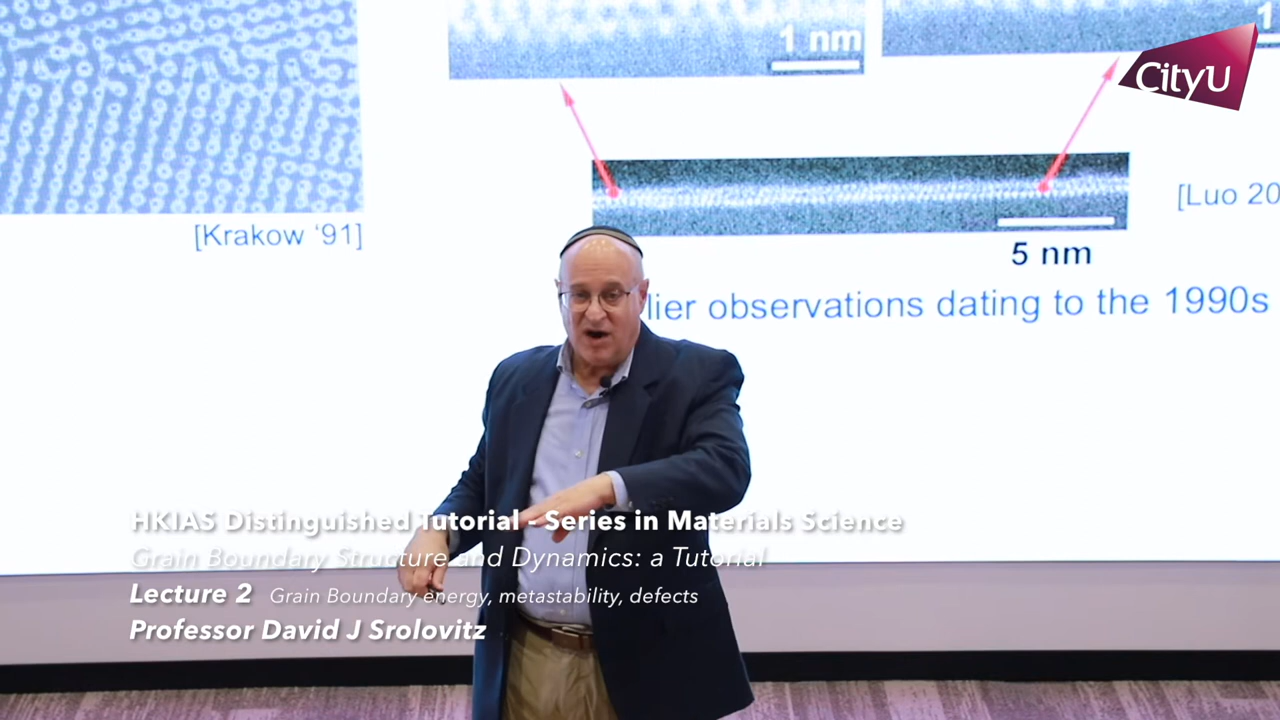 1 nm
1
CityU
[Krakow '91]
[Luo 20
5 nm
lier observations dating to the 1990s
HKIAS Distinguished Tutorial - Series in Materials Science
Grain Boundary Structure and Dynamics: a Tutorial
Lecture 2 Grain Boundary energy, metastability, defects
Professor David J Srolovitz